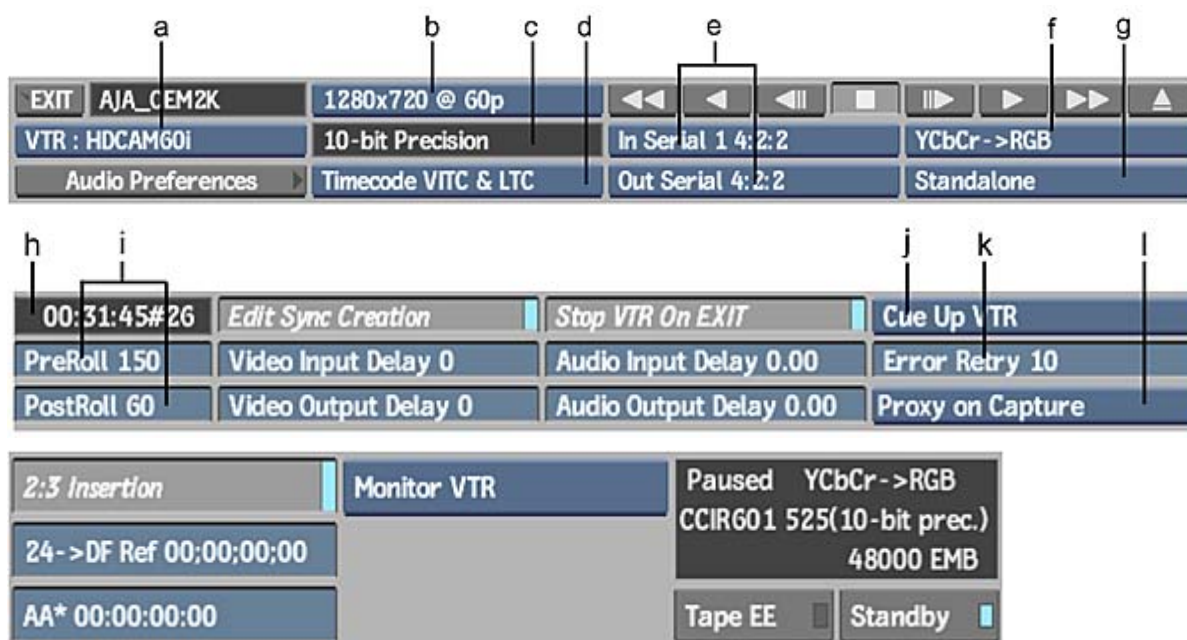 a b c d e f g
EXIT AJA_OEM2K 1280x720 @ 60p
VTR : HDCAM60i 10-bit Precision In Serial 1 4:2:2 YCbCr->RGB
Audio Preferences Timecode VITC & LTC Out Serial 4:2:2 Standalone
h i j k l
00:31:45#26 Edit Sync Creation Stop VTR On EXIT Cue Up VTR
PreRoll 150 Video Input Delay 0 Audio Input Delay 0.00 Error Retry 10
PostRoll 60 Video Output Delay 0 Audio Output Delay 0.00 Proxy on Capture
2:3 Insertion Monitor VTR Paused YCbCr->RGB
CCIR601 525(10-bit prec.)
24->DF Ref 00;00;00;00 48000 EMB
AA* 00:00:00:00 Tape EE Standby